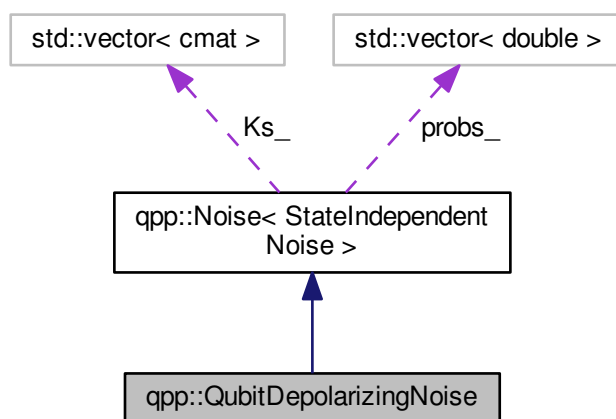 std::vector< cmat >
std::vector< double >
Ks_
probs_
qpp::Noise< StateIndependent
Noise >
qpp::QubitDepolarizingNoise